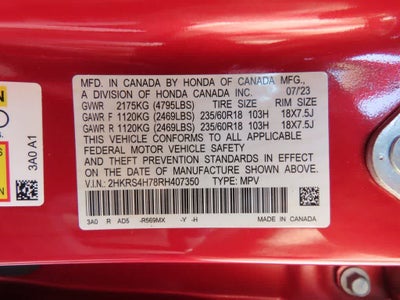 MFD. IN CANADA BY HONDA OF CANADA MFG.,
A DIVISION OF HONDA CANADA INC. 07/23
GVWR 2175KG (4795LBS) TIRE SIZE RIM SIZE
GAWR F 1120KG (2469LBS) 235/60R18 103H 18X7.5J
GAWR R 1120KG (2469LBS) 235/60R18 103H 18X7.5J
THIS VEHICLE CONFORMS TO ALL APPLICABLE
FEDERAL MOTOR VEHICLE SAFETY
AND THEFT PREVENTION STANDARDS IN EFFECT
ON THE DATE OF MANUFACTURE SHOWN ABOVE.
V.I.N.: 2HKRS4H78RH407350 TYPE: MPV
3A0 R AD5 -R569MX -Y -H
MADE IN CANADA
3A0 A1